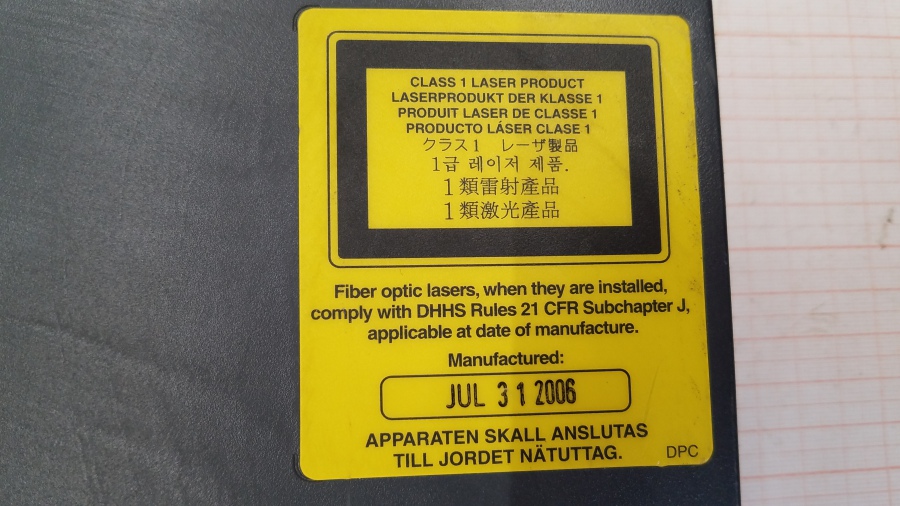 CLASS 1 LASER PRODUCT
LASERPRODUKT DER KLASSE 1
PRODUIT LASER DE CLASSE 1
PRODUCTO LÁSER CLASE 1
クラス1 レーザ製品
1급 레이저 제품.
1類雷射產品
1類激光產品
Fiber optic lasers, when they are installed,
comply with DHHS Rules 21 CFR Subchapter J,
applicable at date of manufacture.
Manufactured:
JUL 31 2006
APPARATEN SKALL ANSLUTAS
TILL JORDET NÄTUTTAG.
DPC